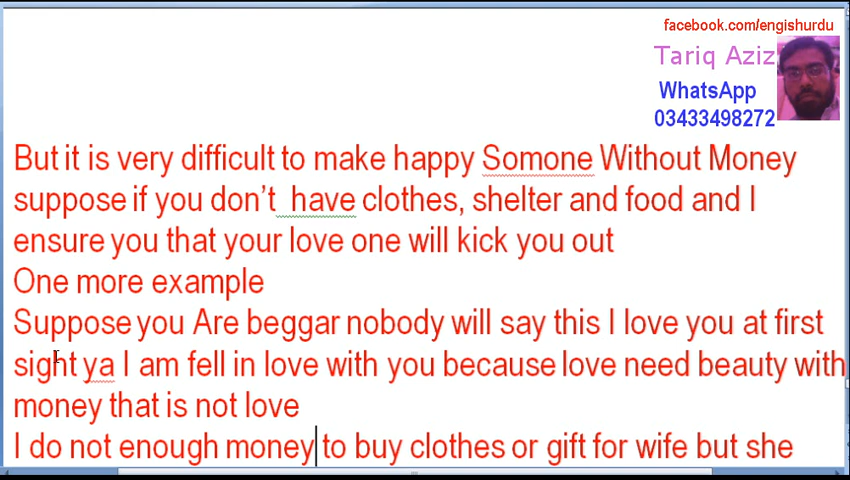 facebook.com/engishurdu
Tariq Aziz
WhatsApp
03433498272
But it is very difficult to make happy Somone Without Money
suppose if you don't have clothes, shelter and food and I
ensure you that your love one will kick you out
One more example
Suppose you Are beggar nobody will say this I love you at first
sight ya I am fell in love with you because love need beauty with
money that is not love
I do not enough money to buy clothes or gift for wife but she